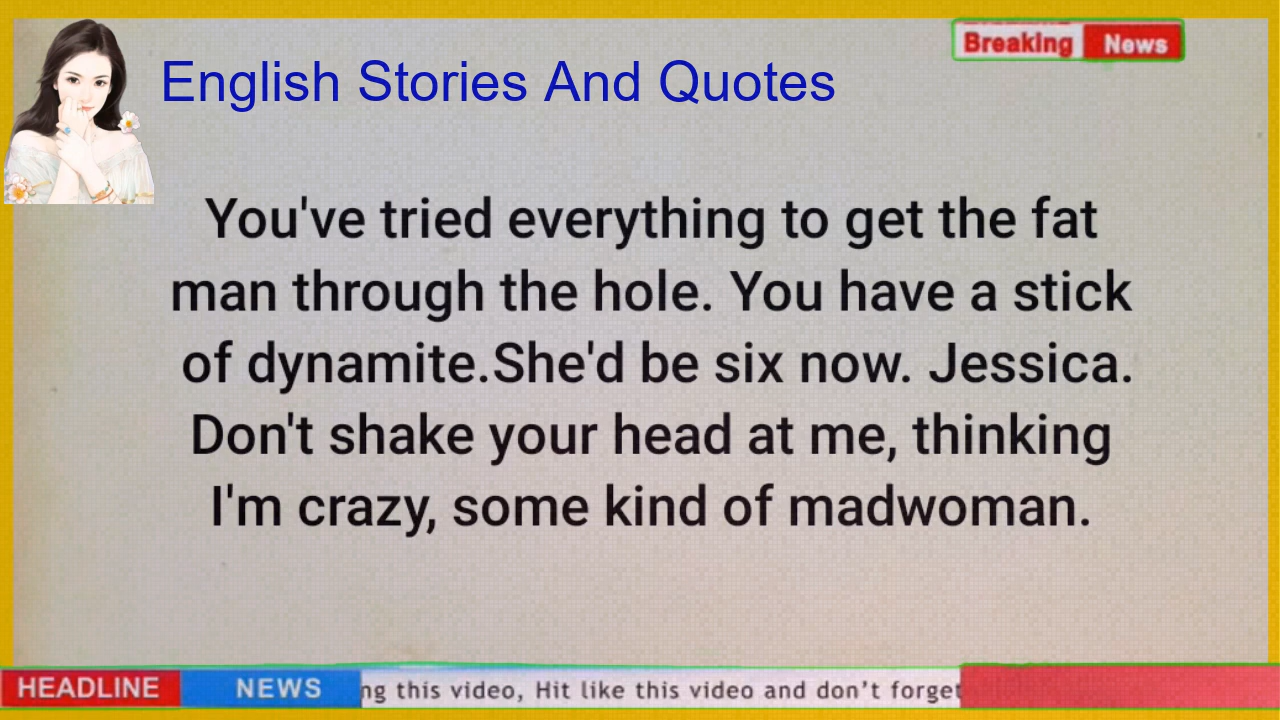 Breaking News
English Stories And Quotes
You've tried everything to get the fat
man through the hole. You have a stick
of dynamite.She'd be six now. Jessica.
Don't shake your head at me, thinking
I'm crazy, some kind of madwoman.
HEADLINE NEWS ng this video, Hit like this video and don’t forget